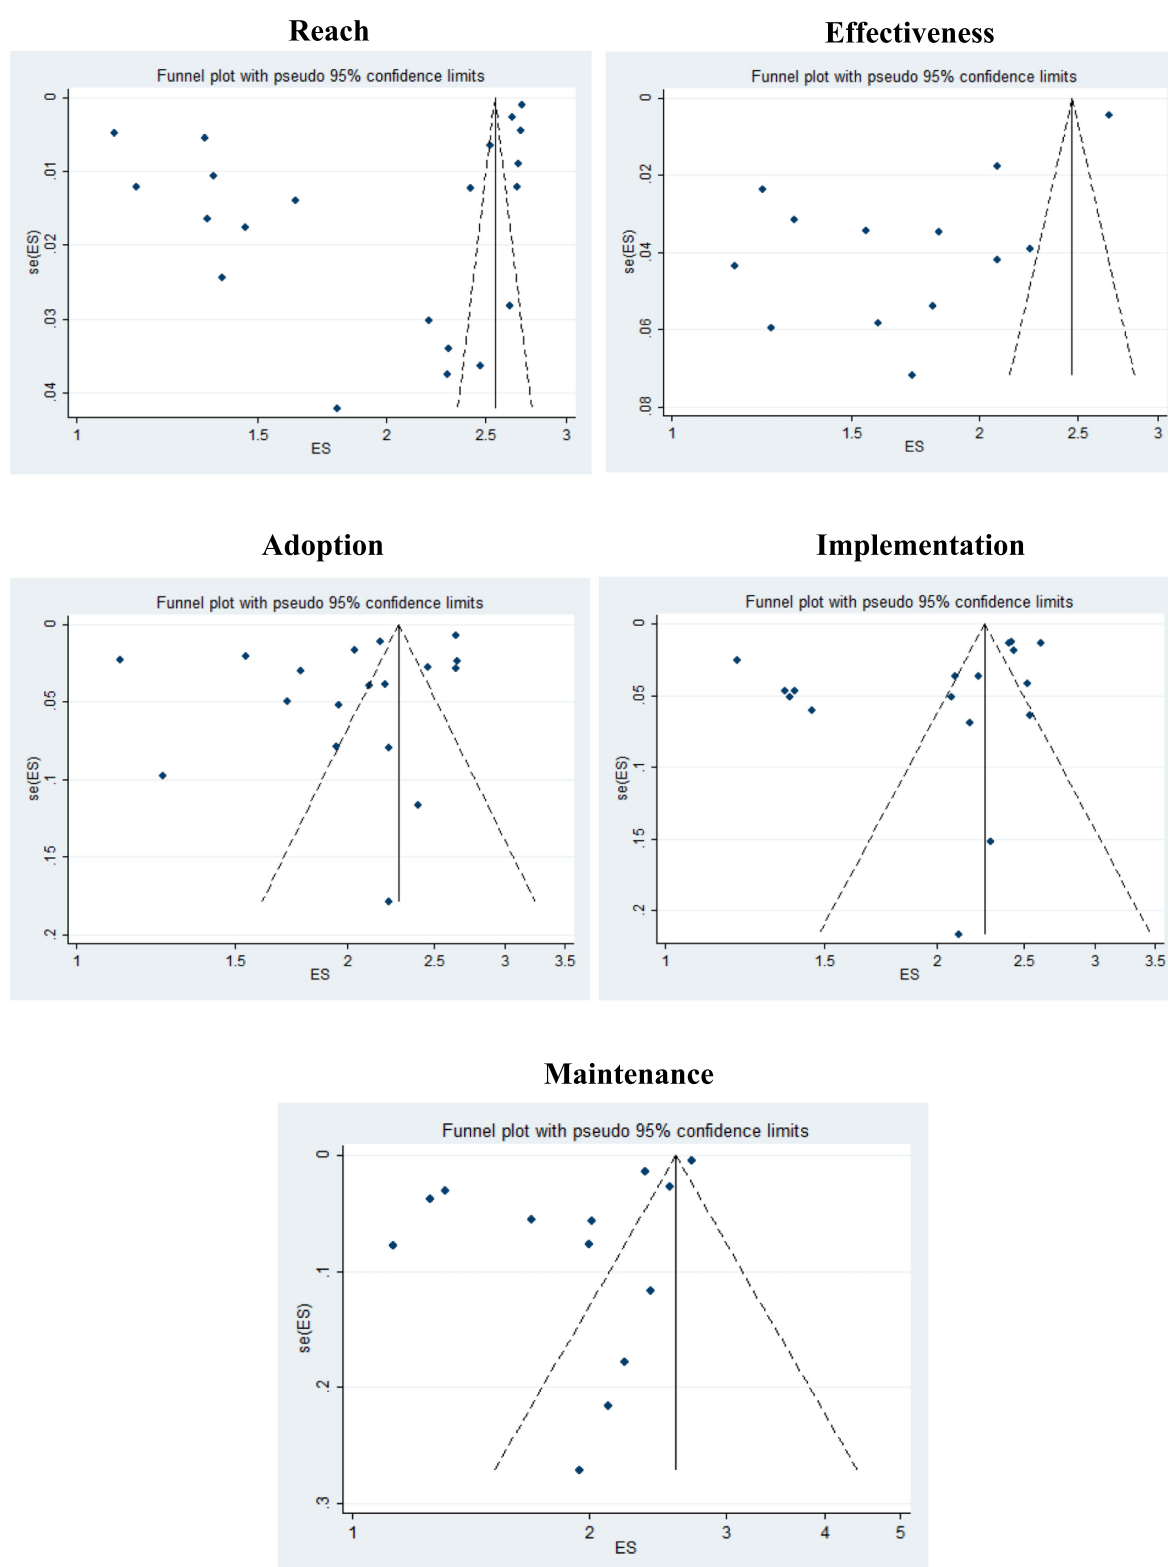 Reach
Funnel plot with pseudo 95% confidence limits
0
.01
.02
.03
.04
se(ES)
1
1.5
2
2.5
3
ES
Effectiveness
Funnel plot with pseudo 95% confidence limits
0
.02
.04
.06
.08
se(ES)
1
1.5
2
2.5
3
ES
Adoption
Funnel plot with pseudo 95% confidence limits
0
.05
.1
.15
.2
se(ES)
1
1.5
2
2.5
3
3.5
ES
Implementation
Funnel plot with pseudo 95% confidence limits
0
.05
.1
.15
.2
se(ES)
1
1.5
2
2.5
3
3.5
ES
Maintenance
Funnel plot with pseudo 95% confidence limits
0
.1
.2
.3
se(ES)
1
2
3
4
5
ES